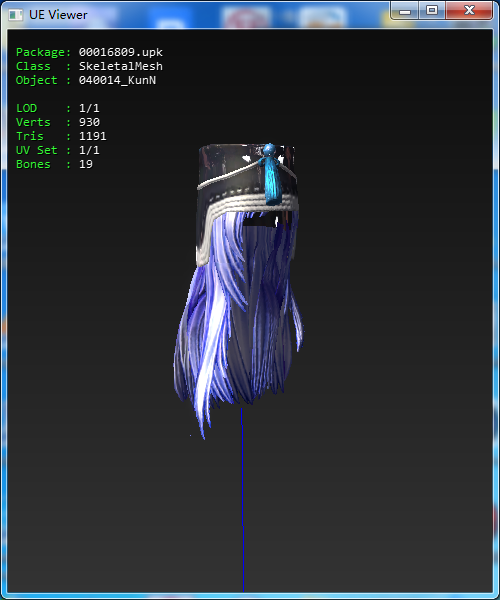 UE Viewer
Package: 00016809.upk
Class : SkeletalMesh
Object : 040014_KunN
LOD : 1/1
Verts : 930
Tris : 1191
UV Set : 1/1
Bones : 19